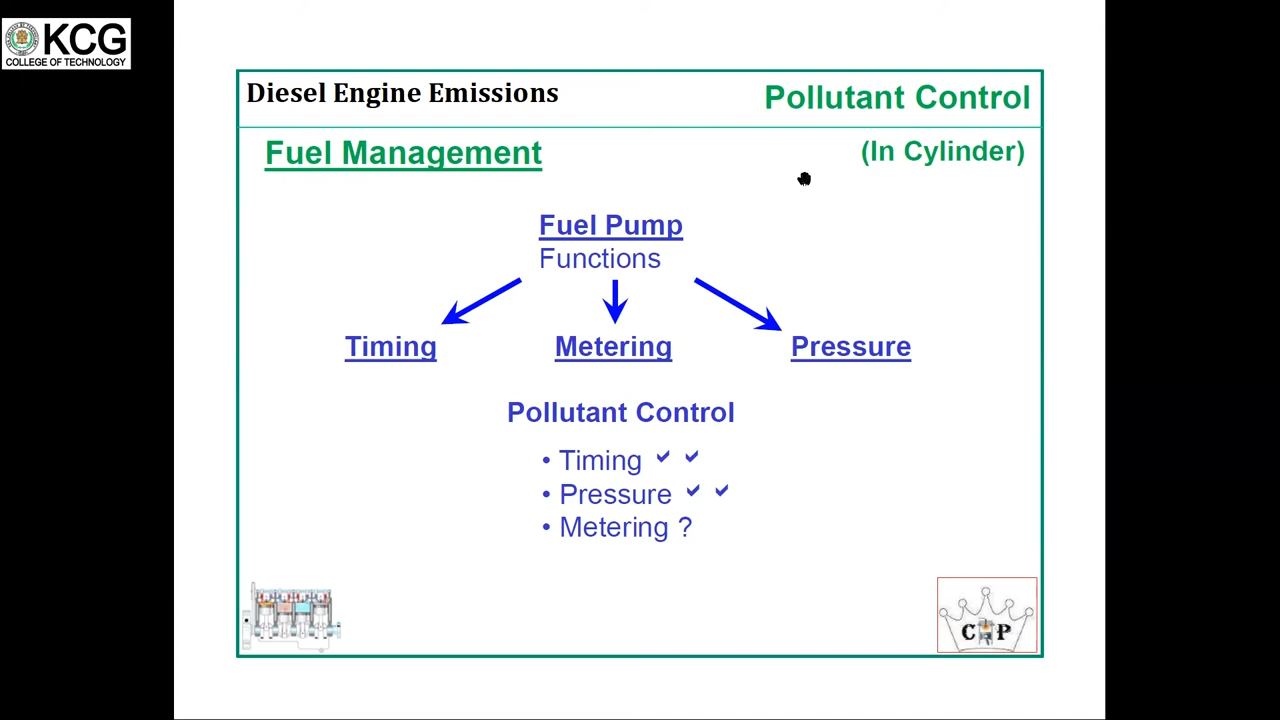 KCG
COLLEGE OF TECHNOLOGY
Diesel Engine Emissions
Pollutant Control
Fuel Management
(In Cylinder)
Fuel Pump
Functions
Timing
Metering
Pressure
Pollutant Control
• Timing ✓ ✓
• Pressure ✓ ✓
• Metering ?
C P